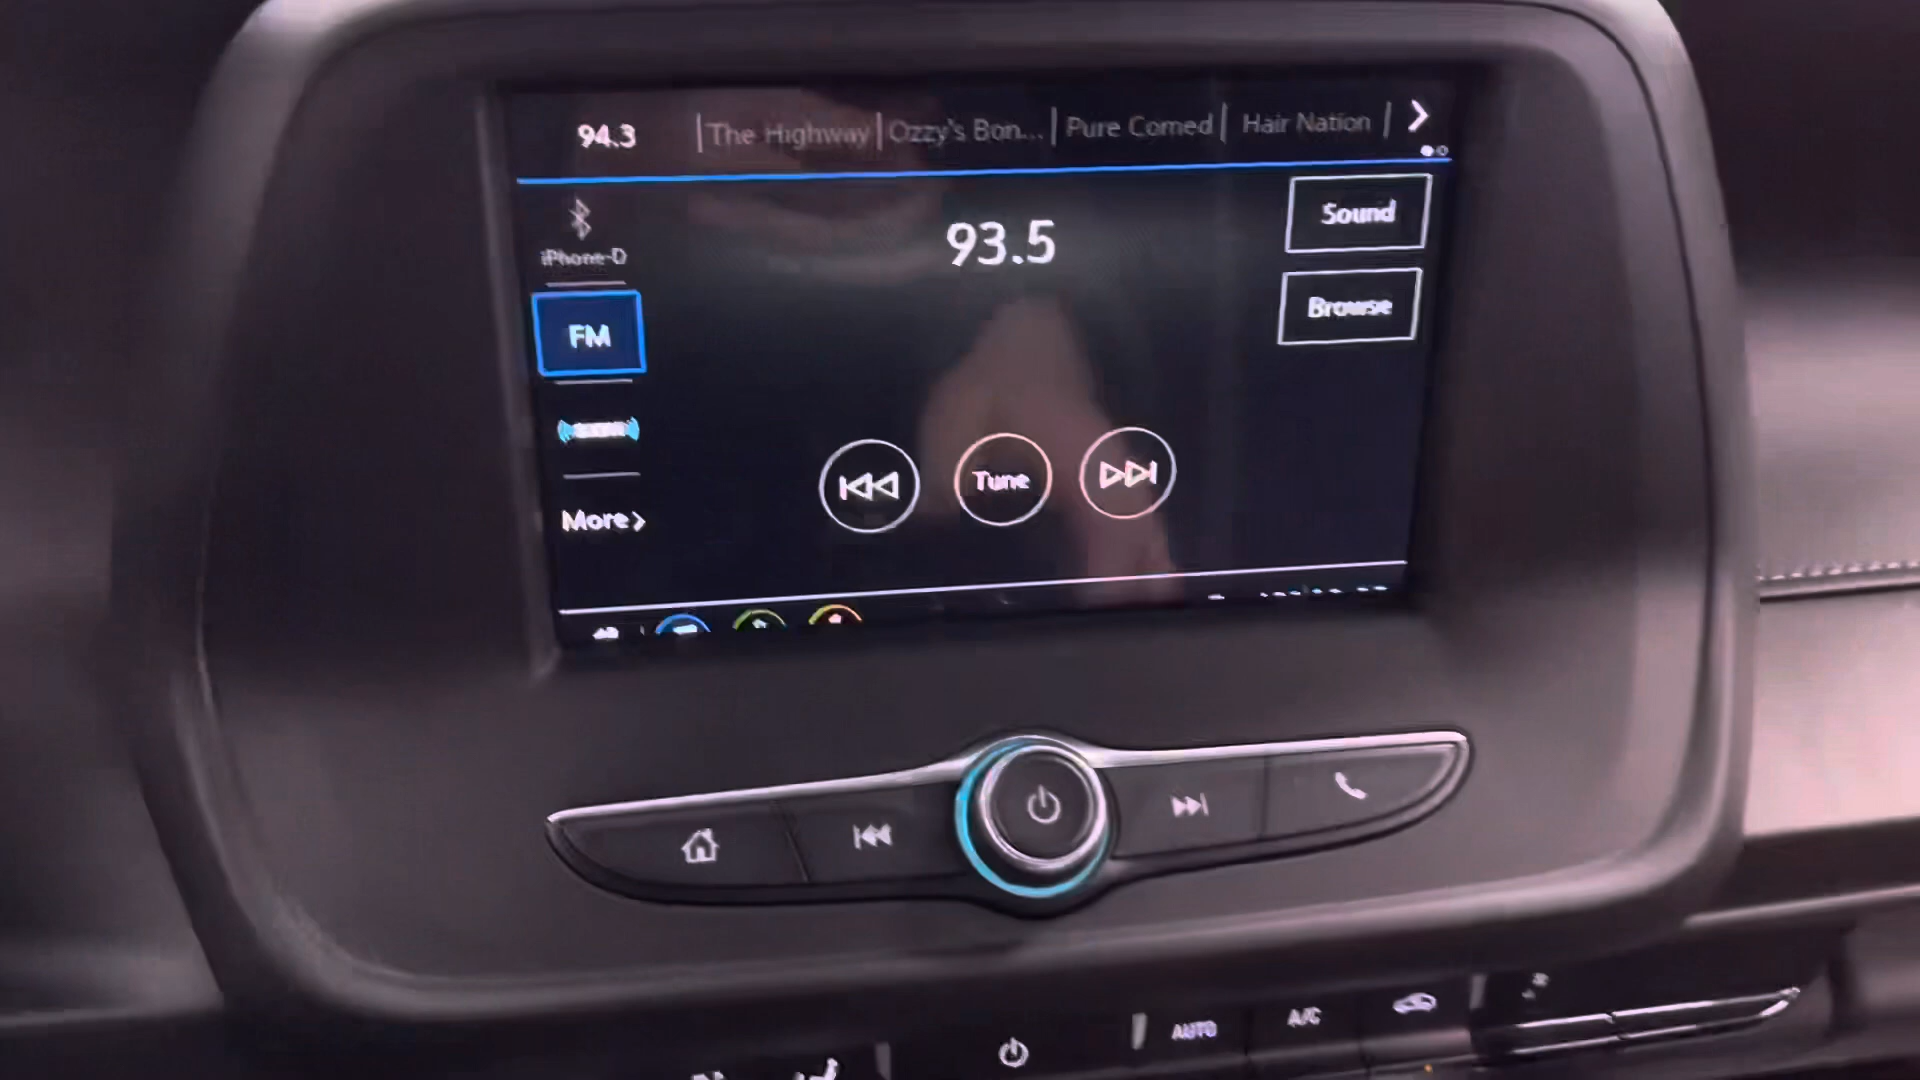 94.3 The Highway Ozzy's Bon... Pure Comed Hair Nation
iPhone-D
93.5
Sound
Browse
FM
Tune
More
AUTO A/C